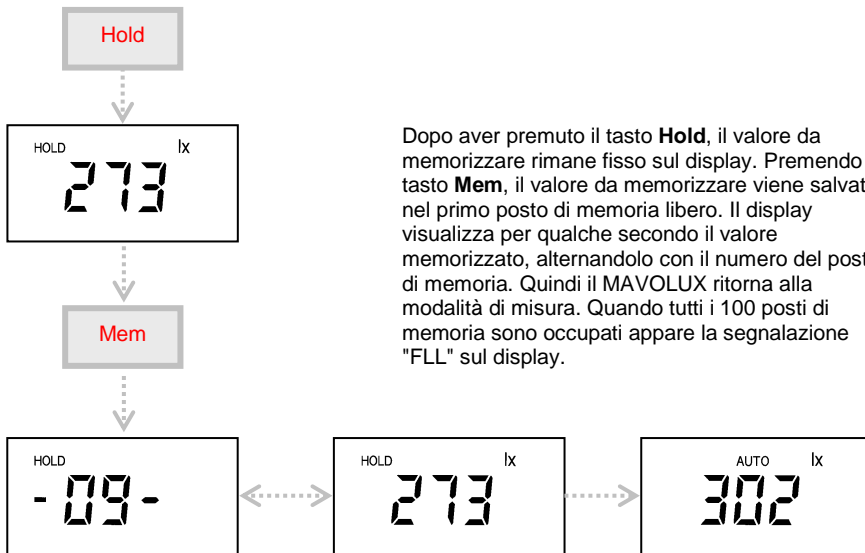 Hold
HOLD lx
273
Dopo aver premuto il tasto Hold, il valore da
memorizzare rimane fisso sul display. Premendo
tasto Mem, il valore da memorizzare viene salvat
nel primo posto di memoria libero. Il display
visualizza per qualche secondo il valore
memorizzato, alternandolo con il numero del post
di memoria. Quindi il MAVOLUX ritorna alla
modalità di misura. Quando tutti i 100 posti di
memoria sono occupati appare la segnalazione
"FLL" sul display.
Mem
HOLD
-09-
HOLD lx
273
AUTO lx
302